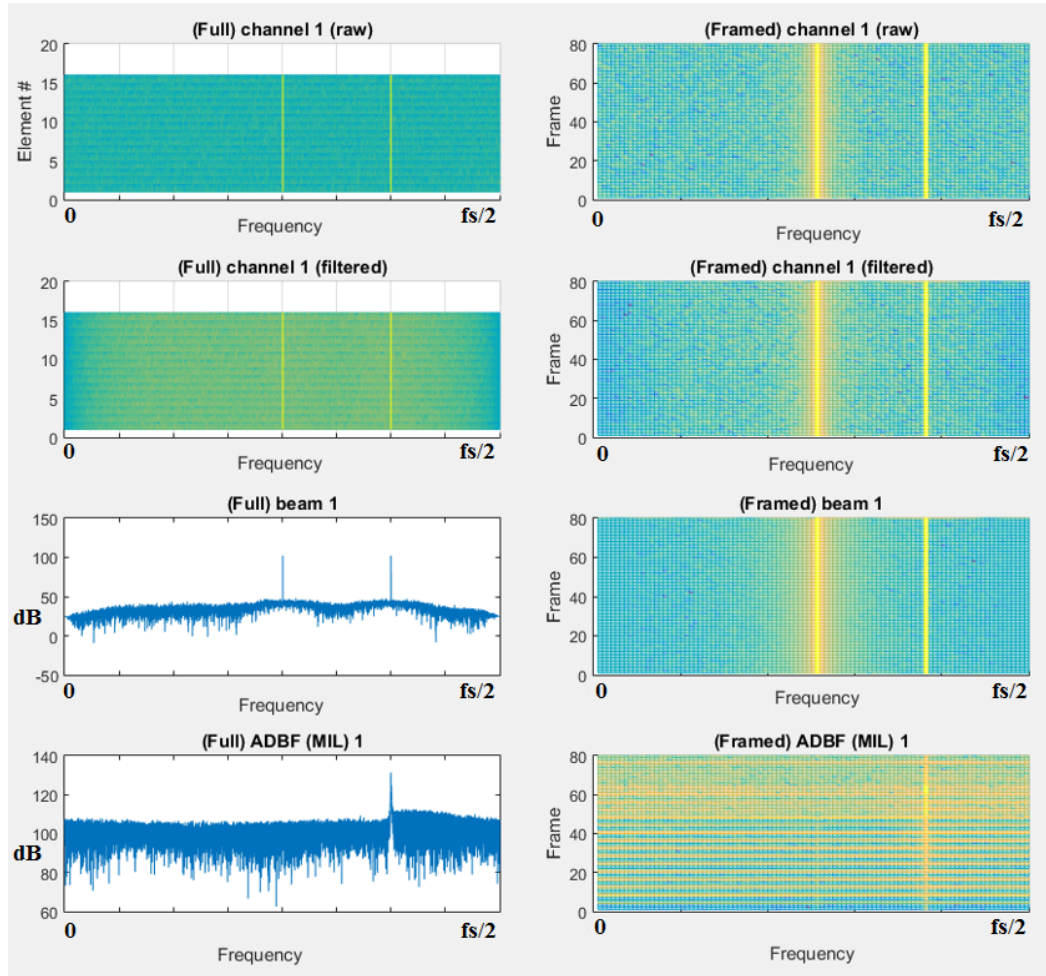 (Full) channel 1 (raw)
20
15
10
5
0
Element #
0
fs/2
Frequency
(Framed) channel 1 (raw)
80
60
40
20
0
Frame
0
fs/2
Frequency
(Full) channel 1 (filtered)
20
15
10
5
0
0
fs/2
Frequency
(Framed) channel 1 (filtered)
80
60
40
20
0
Frame
0
fs/2
Frequency
(Full) beam 1
150
100
50
0
-50
dB
0
fs/2
Frequency
(Framed) beam 1
80
60
40
20
0
Frame
0
fs/2
Frequency
(Full) ADBF (MIL) 1
140
120
100
80
60
dB
0
fs/2
Frequency
(Framed) ADBF (MIL) 1
80
60
40
20
0
Frame
0
fs/2
Frequency